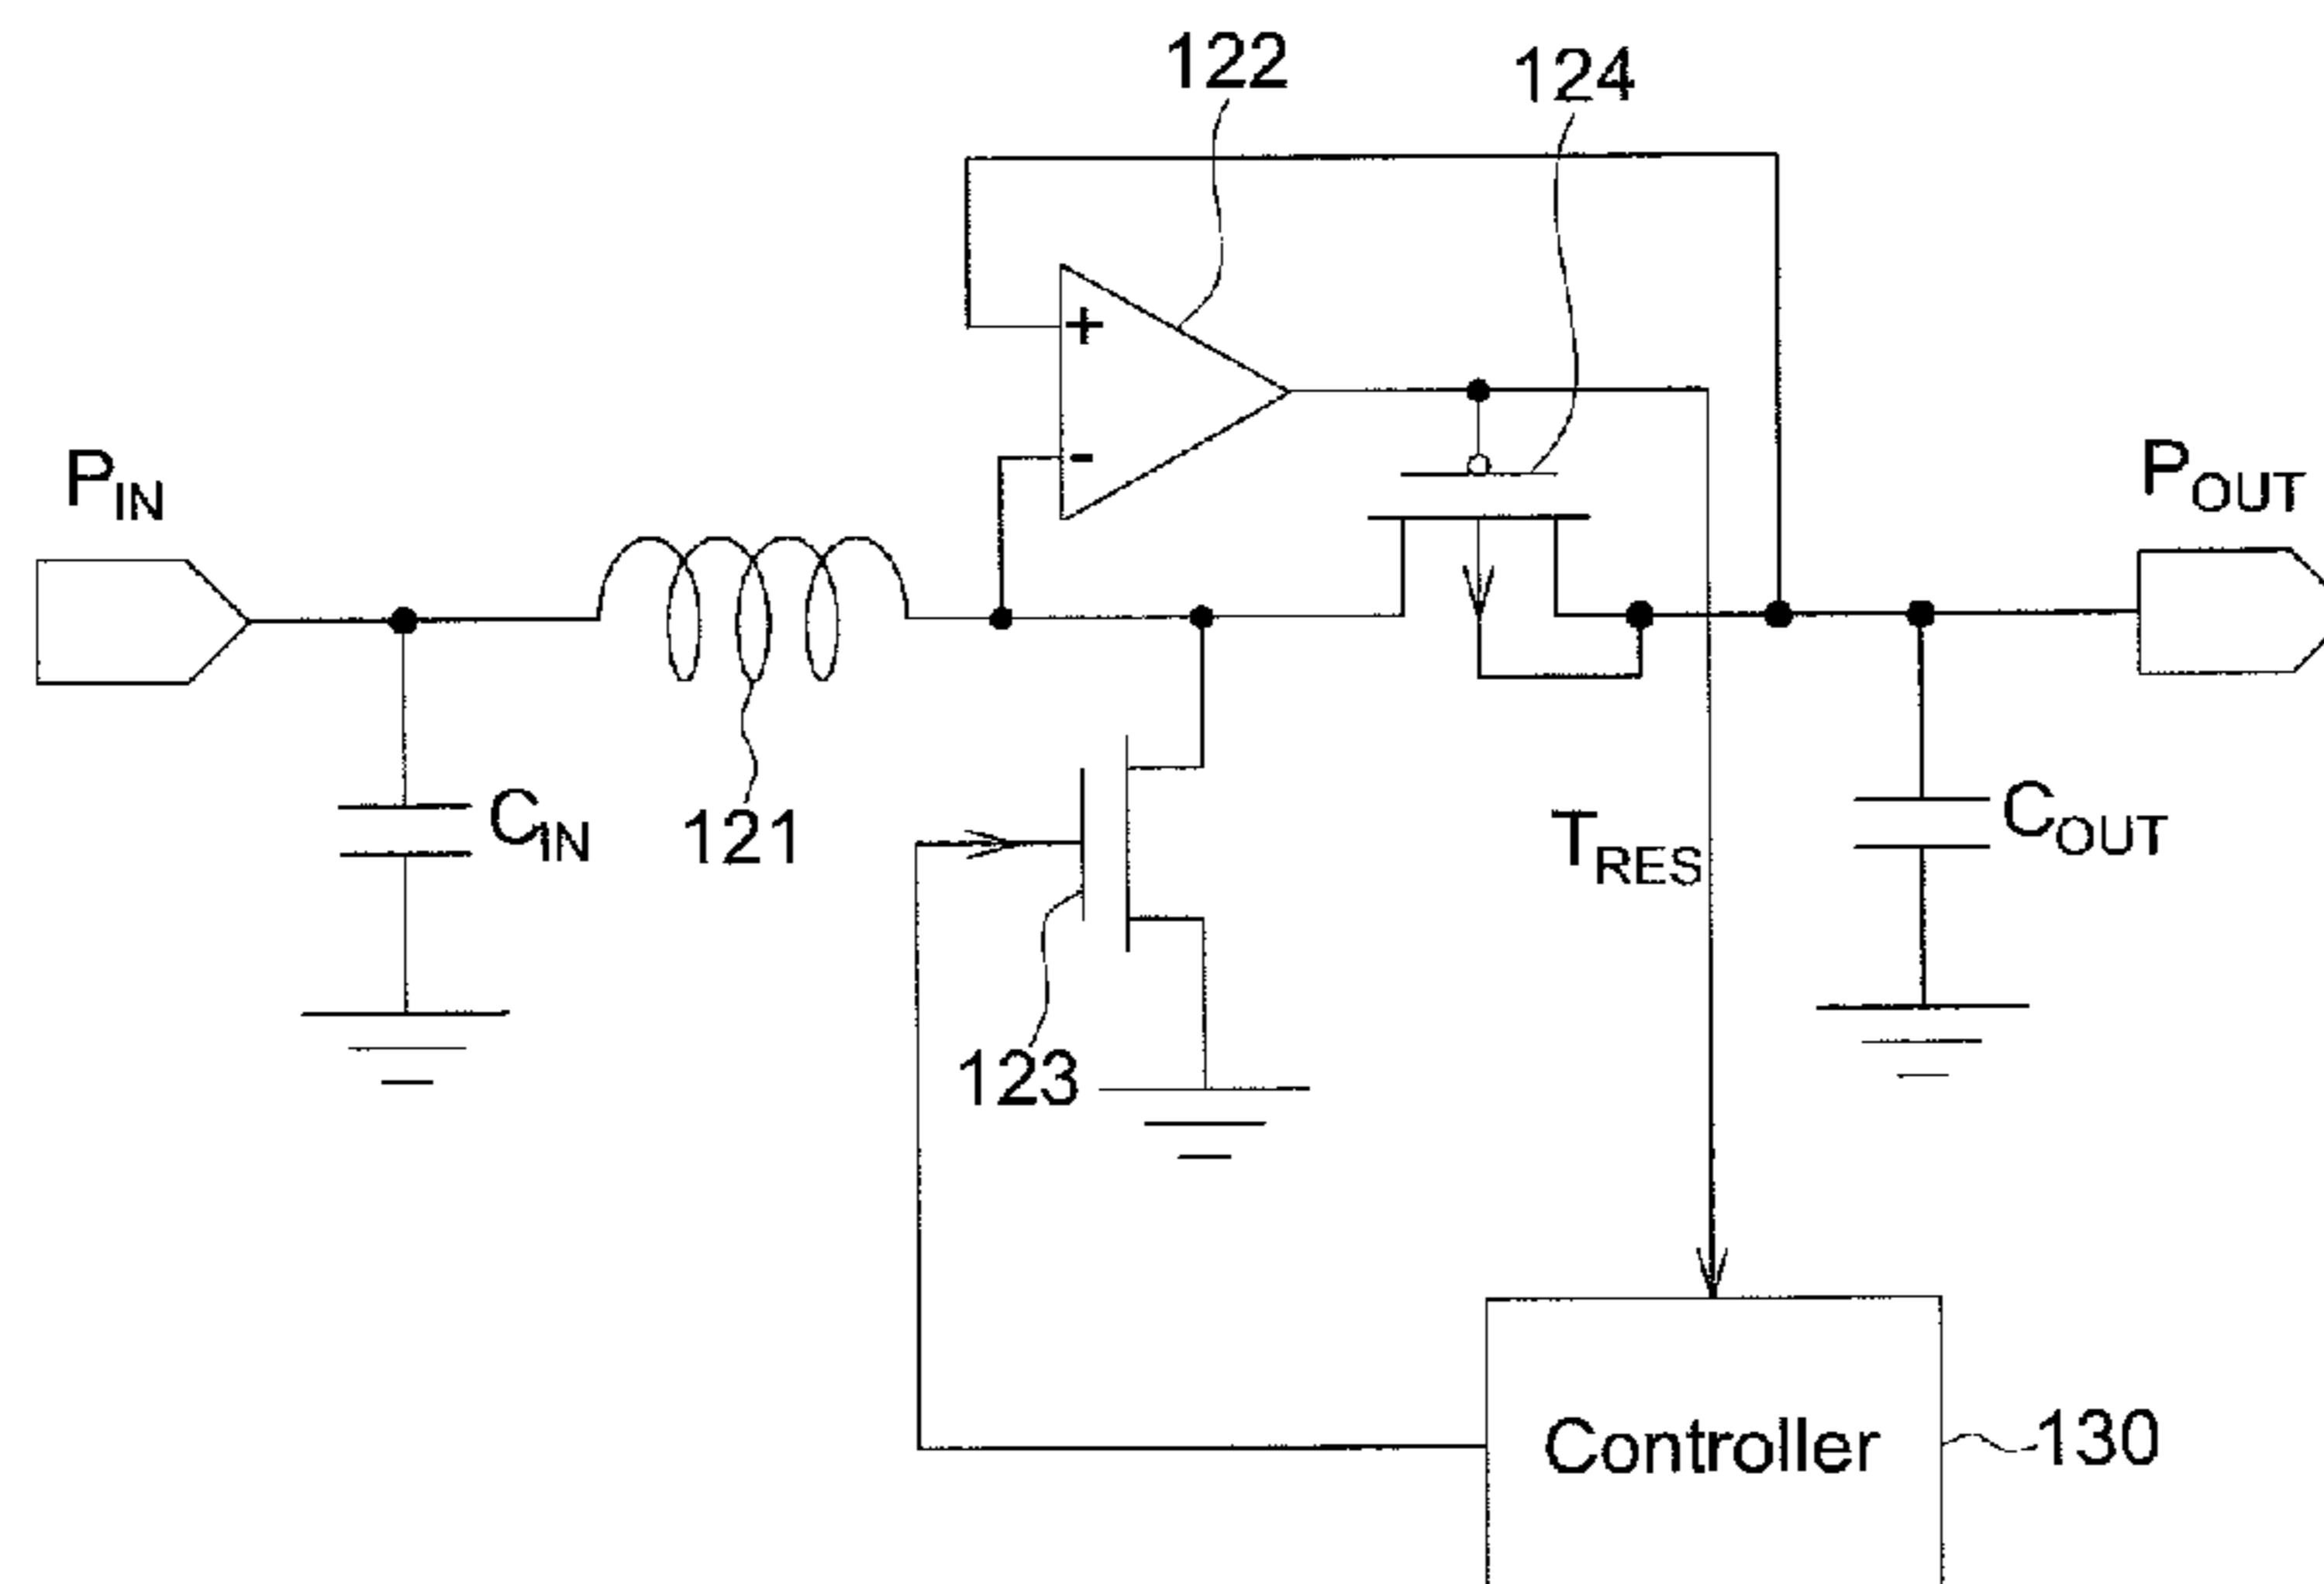 122
124
+
-
P_IN
P_OUT
C_IN
121
T_RES
C_OUT
123
Controller
130